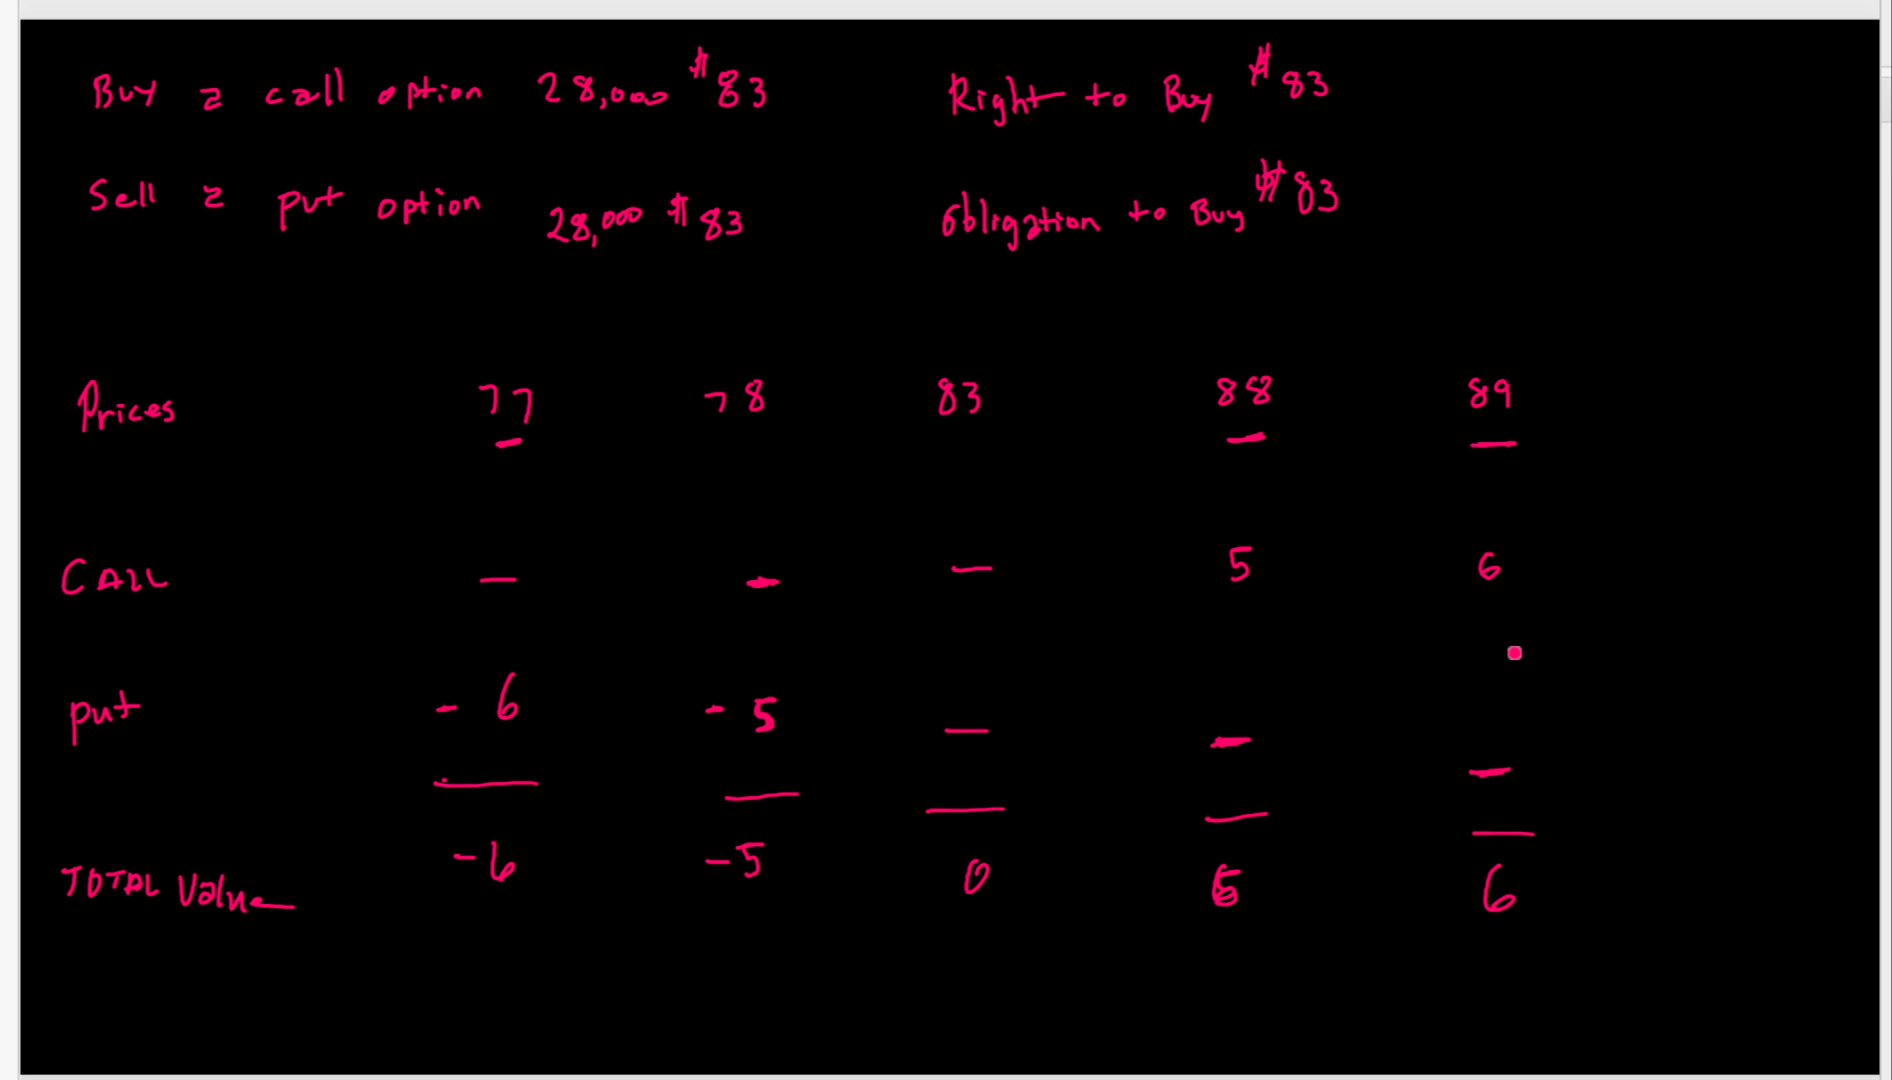 Buy a call option 28,000 $83 Right to Buy $83
Sell a put option 28,000 $83 obligation to Buy $83
Prices 77 78 83 88 89
CALL — — — 5 6
put - 6 - 5 — — —
TOTAL Value -6 -5 0 5 6